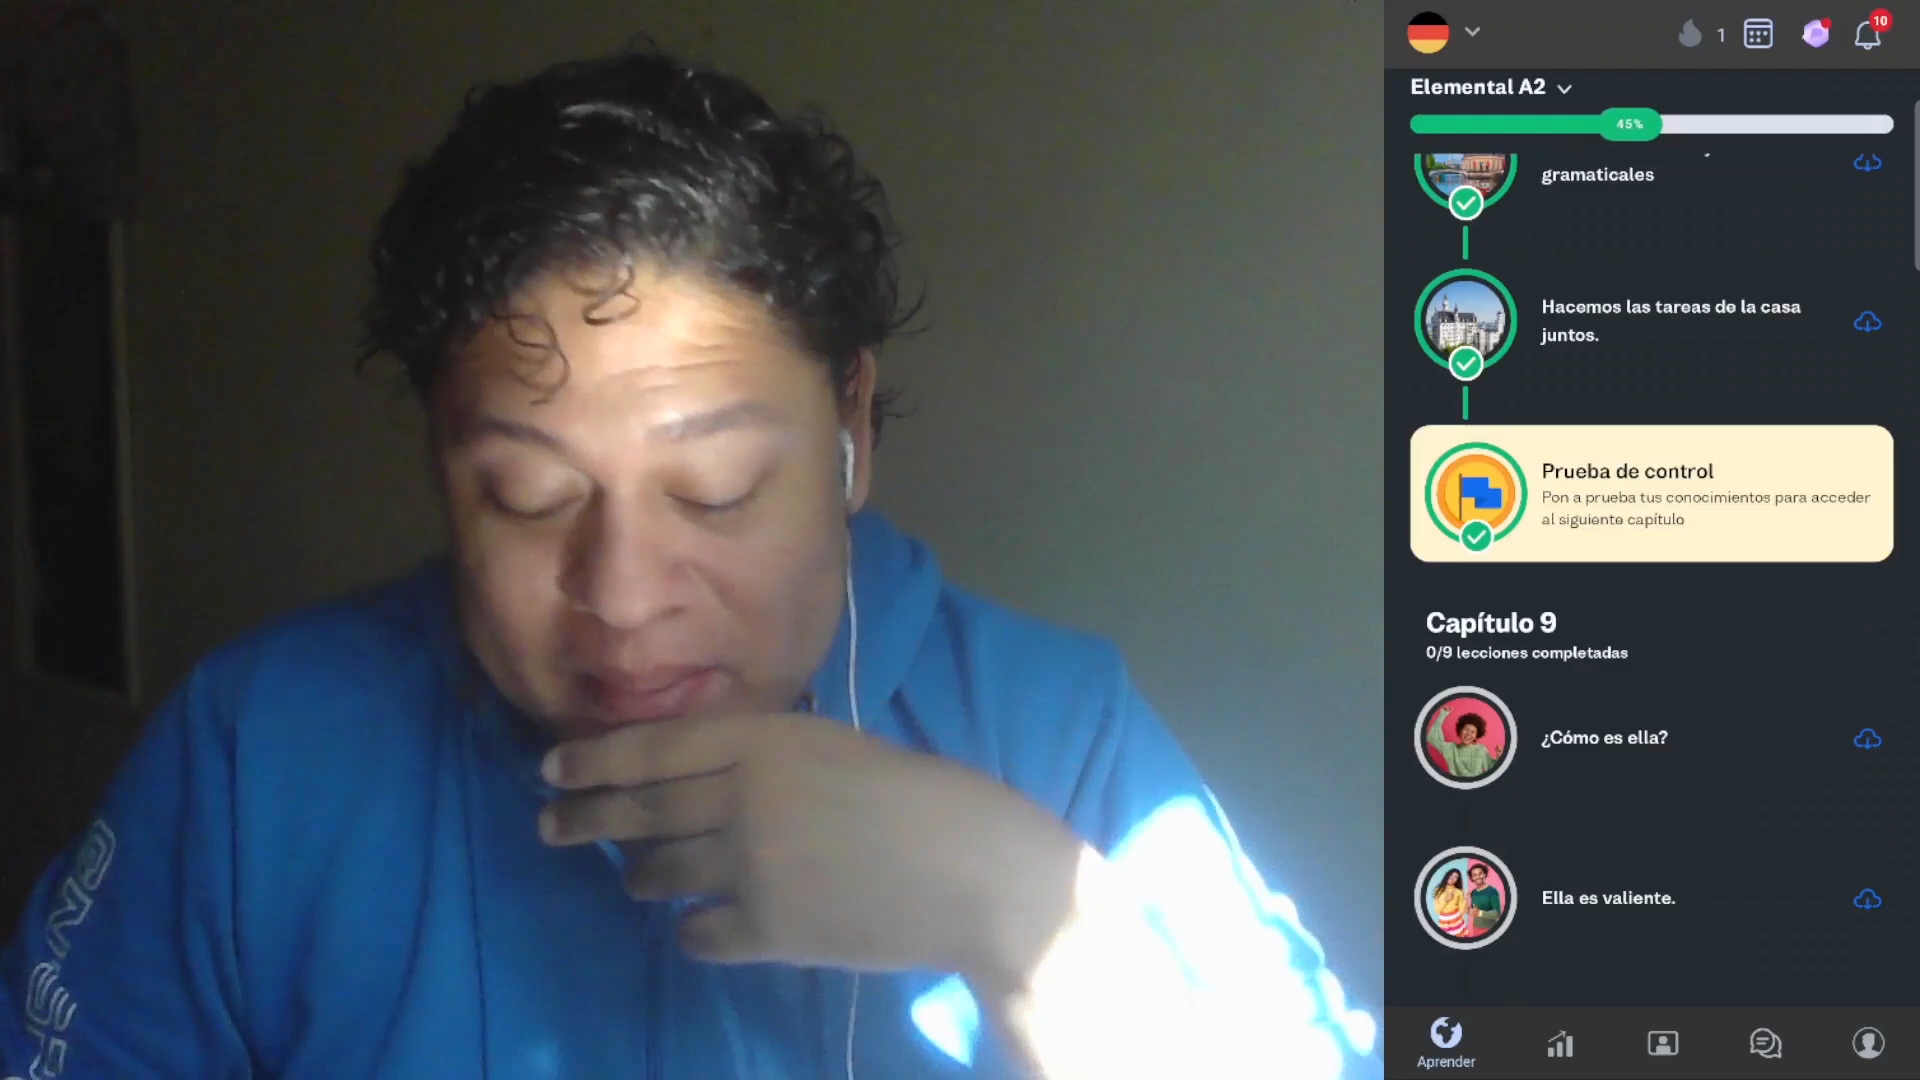 1
10
Elemental A2
45%
gramaticales
Hacemos las tareas de la casa
juntos.
Prueba de control
Pon a prueba tus conocimientos para acceder
al siguiente capítulo
Capítulo 9
0/9 lecciones completadas
¿Cómo es ella?
Ella es valiente.
Aprender